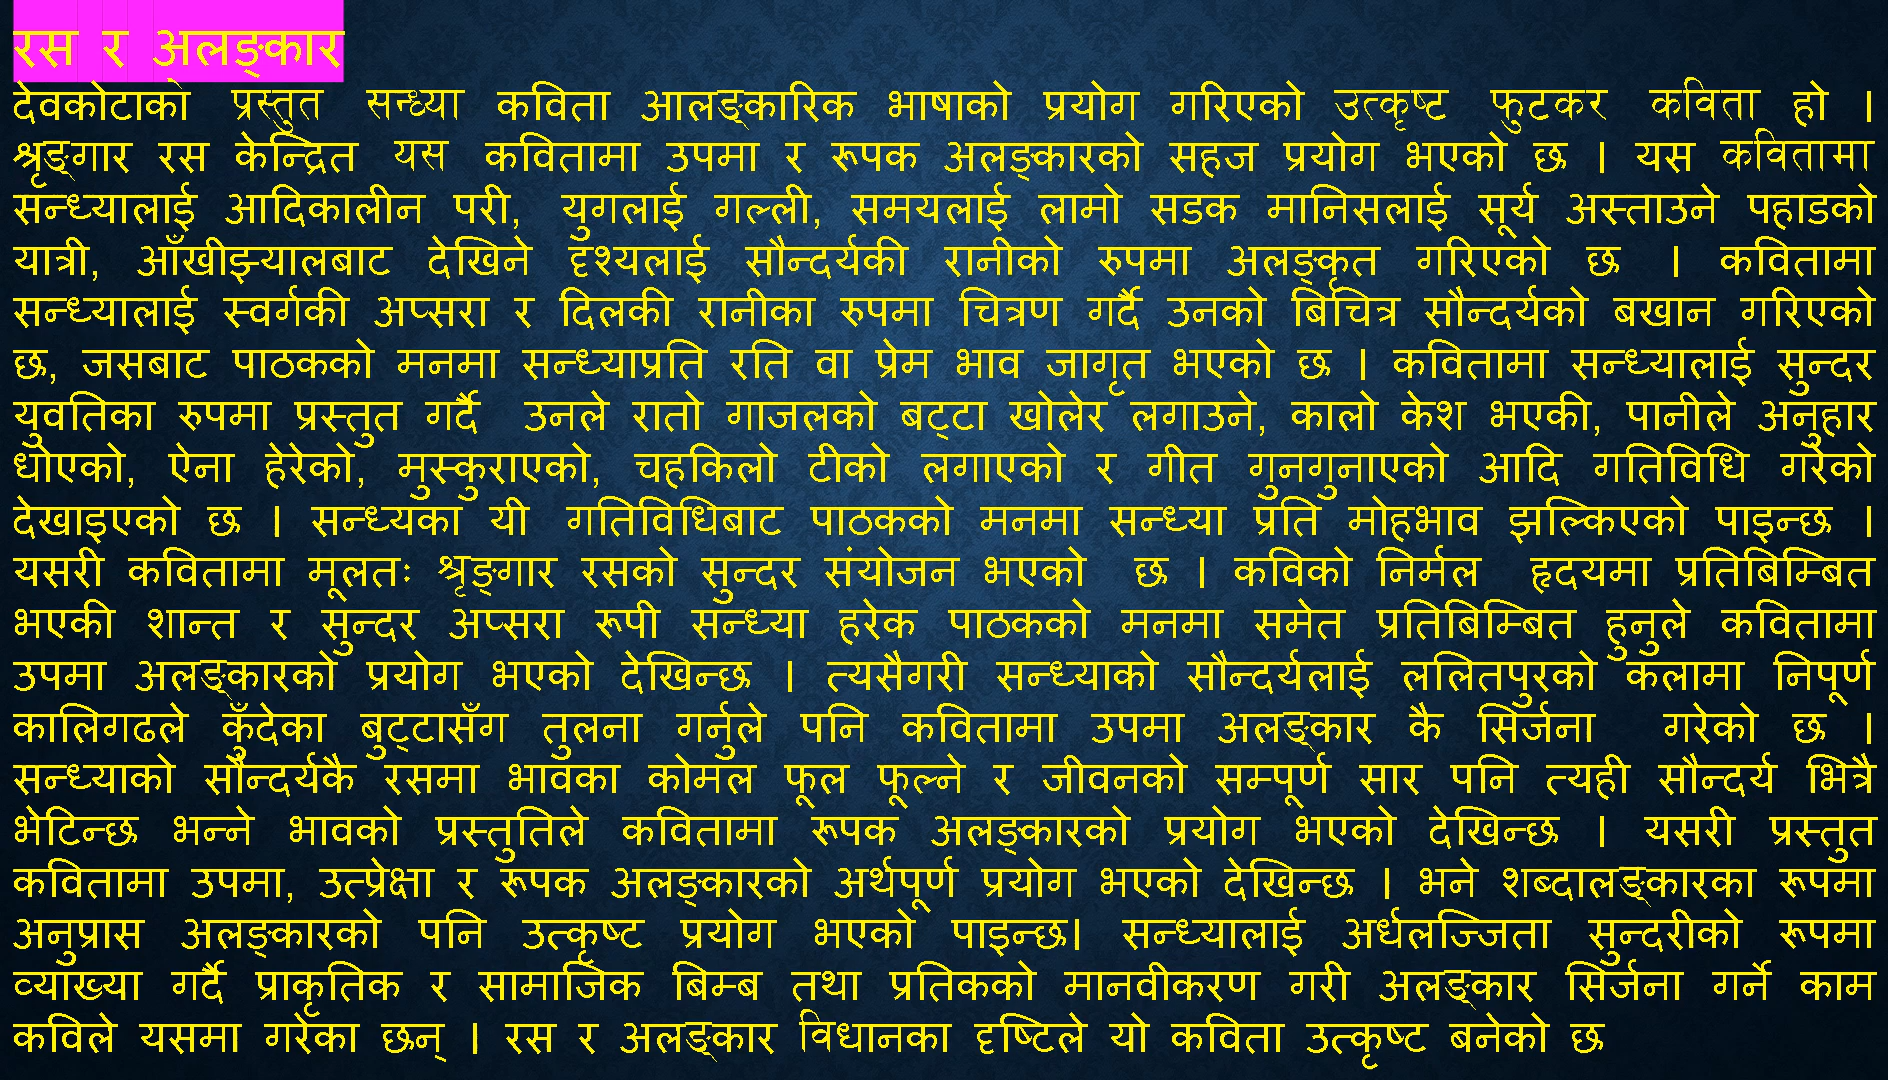 रस र अलङ्कार
देवकोटाको प्रस्तुत सन्ध्या कविता आलङ्कारिक भाषाको प्रयोग गरिएको उत्कृष्ट फुटकर कविता हो ।
श्रृङ्गार रस केन्द्रित यस कवितामा उपमा र रूपक अलङ्कारको सहज प्रयोग भएको छ । यस कवितामा
सन्ध्यालाई आदिकालीन परी, युगलाई गल्ली, समयलाई लामो सडक मानिसलाई सूर्य अस्ताउने पहाडको
यात्री, आँखीझ्यालबाट देखिने दृश्यलाई सौन्दर्यकी रानीको रुपमा अलङ्कृत गरिएको छ । कवितामा
सन्ध्यालाई स्वर्गकी अप्सरा र दिलकी रानीका रुपमा चित्रण गर्दै उनको बिचित्र सौन्दर्यको बखान गरिएको
छ, जसबाट पाठकको मनमा सन्ध्याप्रति रति वा प्रेम भाव जागृत भएको छ । कवितामा सन्ध्यालाई सुन्दर
युवतिका रुपमा प्रस्तुत गर्दै उनले रातो गाजलको बट्टा खोलेर लगाउने, कालो केश भएकी, पानीले अनुहार
धोएको, ऐना हेरेको, मुस्कुराएको, चहकिलो टीको लगाएको र गीत गुनगुनाएको आदि गतिविधि गरेको
देखाइएको छ । सन्ध्यका यी गतिविधिबाट पाठकको मनमा सन्ध्या प्रति मोहभाव झल्किएको पाइन्छ ।
यसरी कवितामा मूलतः श्रृङ्गार रसको सुन्दर संयोजन भएको छ । कविको निर्मल हृदयमा प्रतिबिम्बित
भएकी शान्त र सुन्दर अप्सरा रूपी सन्ध्या हरेक पाठकको मनमा समेत प्रतिबिम्बित हुनुले कवितामा
उपमा अलङ्कारको प्रयोग भएको देखिन्छ । त्यसैगरी सन्ध्याको सौन्दर्यलाई ललितपुरको कलामा निपूर्ण
कालिगढले कुँदेका बुट्टासँग तुलना गर्नुले पनि कवितामा उपमा अलङ्कार कै सिर्जना गरेको छ ।
सन्ध्याको सौन्दर्यकै रसमा भावका कोमल फूल फूल्ने र जीवनको सम्पूर्ण सार पनि त्यही सौन्दर्य भित्रै
भेटिन्छ भन्ने भावको प्रस्तुतिले कवितामा रूपक अलङ्कारको प्रयोग भएको देखिन्छ । यसरी प्रस्तुत
कवितामा उपमा, उत्प्रेक्षा र रूपक अलङ्कारको अर्थपूर्ण प्रयोग भएको देखिन्छ । भने शब्दालङ्कारका रूपमा
अनुप्रास अलङ्कारको पनि उत्कृष्ट प्रयोग भएको पाइन्छ। सन्ध्यालाई अर्धलज्जिता सुन्दरीको रूपमा
व्याख्या गर्दै प्राकृतिक र सामाजिक बिम्ब तथा प्रतिकको मानवीकरण गरी अलङ्कार सिर्जना गर्ने काम
कविले यसमा गरेका छन् । रस र अलङ्कार विधानका दृष्टिले यो कविता उत्कृष्ट बनेको छ